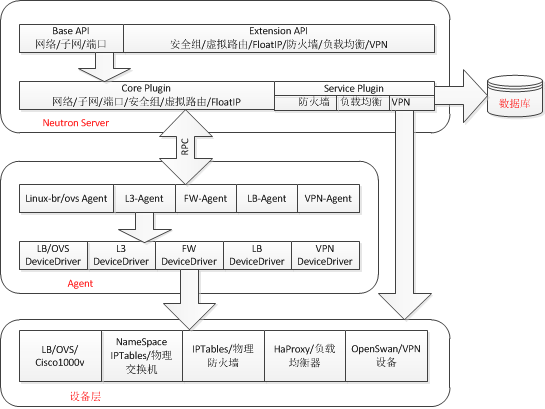 Base API
网络/子网/端口
Extension API
安全组/虚拟路由/FloatIP/防火墙/负载均衡/VPN
Core Plugin
网络/子网/端口/安全组/虚拟路由/FloatIP
Service Plugin
防火墙
负载均衡
VPN
数据库
Neutron Server
RPC
Linux-br/ovs Agent
L3-Agent
FW-Agent
LB-Agent
VPN-Agent
LB/OVS
DeviceDriver
L3
DeviceDriver
FW
DeviceDriver
LB
DeviceDriver
VPN
DeviceDriver
Agent
LB/OVS/
Cisco1000v
NameSpace
IPTables/物理
交换机
IPTables/物理
防火墙
HaProxy/负载
均衡器
OpenSwan/VPN
设备
设备层